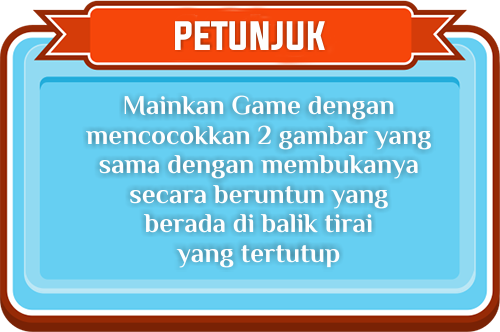 PETUNJUK
Mainkan Game dengan
mencocokkan 2 gambar yang
sama dengan membukanya
secara beruntun yang
berada di balik tirai
yang tertutup